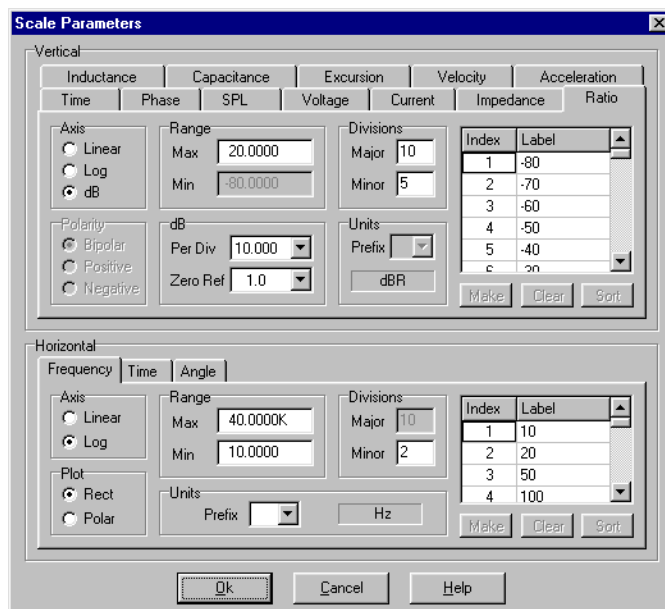 Scale Parameters
Vertical
Inductance Capacitance Excursion Velocity Acceleration
Time Phase SPL Voltage Current Impedance Ratio
Axis
Linear
Log
dB
Range
Max 20.0000
Min -80.0000
Divisions
Major 10
Minor 5
Polarity
Bipolar
Positive
Negative
dB
Per Div 10.000
Zero Ref 1.0
Units
Prefix
dBR
Index Label
1 -80
2 -70
3 -60
4 -50
5 -40
6 -30
Make Clear Sort
Horizontal
Frequency Time Angle
Axis
Linear
Log
Range
Max 40.0000K
Min 10.0000
Divisions
Major 10
Minor 2
Plot
Rect
Polar
Units
Prefix
Hz
Index Label
1 10
2 20
3 50
4 100
Make Clear Sort
Ok Cancel Help